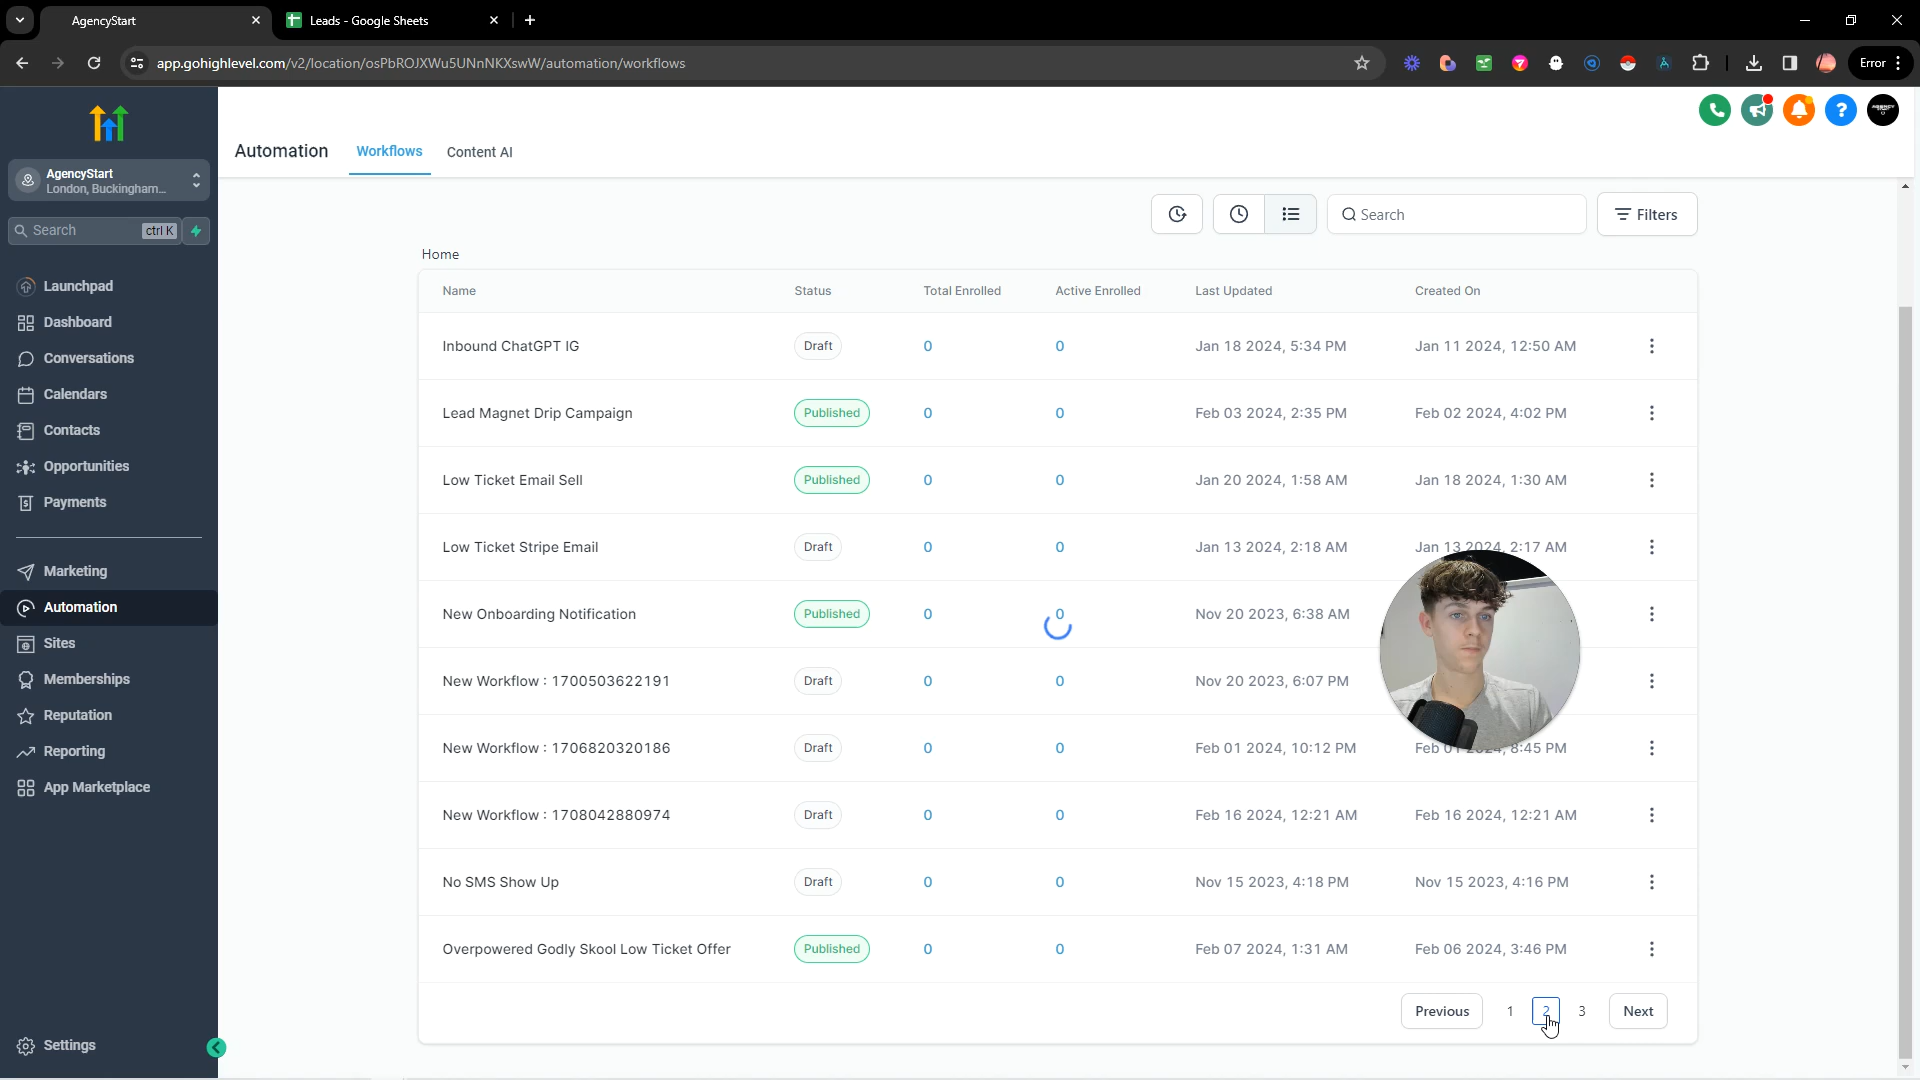 AgencyStart
Leads - Google Sheets
app.gohighlevel.com/v2/location/osPbROJXWu5UNnNKXswW/automation/workflows
Error
AgencyStart
London, Buckingham...
Search
ctrl K
Launchpad
Dashboard
Conversations
Calendars
Contacts
Opportunities
Payments
Marketing
Automation
Sites
Memberships
Reputation
Reporting
App Marketplace
Settings
Automation
Workflows
Content AI
Search
Filters
Home
Name Status Total Enrolled Active Enrolled Last Updated Created On
Inbound ChatGPT IG Draft 0 0 Jan 18 2024, 5:34 PM Jan 11 2024, 12:50 AM
Lead Magnet Drip Campaign Published 0 0 Feb 03 2024, 2:35 PM Feb 02 2024, 4:02 PM
Low Ticket Email Sell Published 0 0 Jan 20 2024, 1:58 AM Jan 18 2024, 1:30 AM
Low Ticket Stripe Email Draft 0 0 Jan 13 2024, 2:18 AM Jan 13 2024, 2:17 AM
New Onboarding Notification Published 0 0 Nov 20 2023, 6:38 AM
New Workflow : 1700503622191 Draft 0 0 Nov 20 2023, 6:07 PM
New Workflow : 1706820320186 Draft 0 0 Feb 01 2024, 10:12 PM Feb 01 2024, 8:45 PM
New Workflow : 1708042880974 Draft 0 0 Feb 16 2024, 12:21 AM Feb 16 2024, 12:21 AM
No SMS Show Up Draft 0 0 Nov 15 2023, 4:18 PM Nov 15 2023, 4:16 PM
Overpowered Godly Skool Low Ticket Offer Published 0 0 Feb 07 2024, 1:31 AM Feb 06 2024, 3:46 PM
Previous 1 2 3 Next